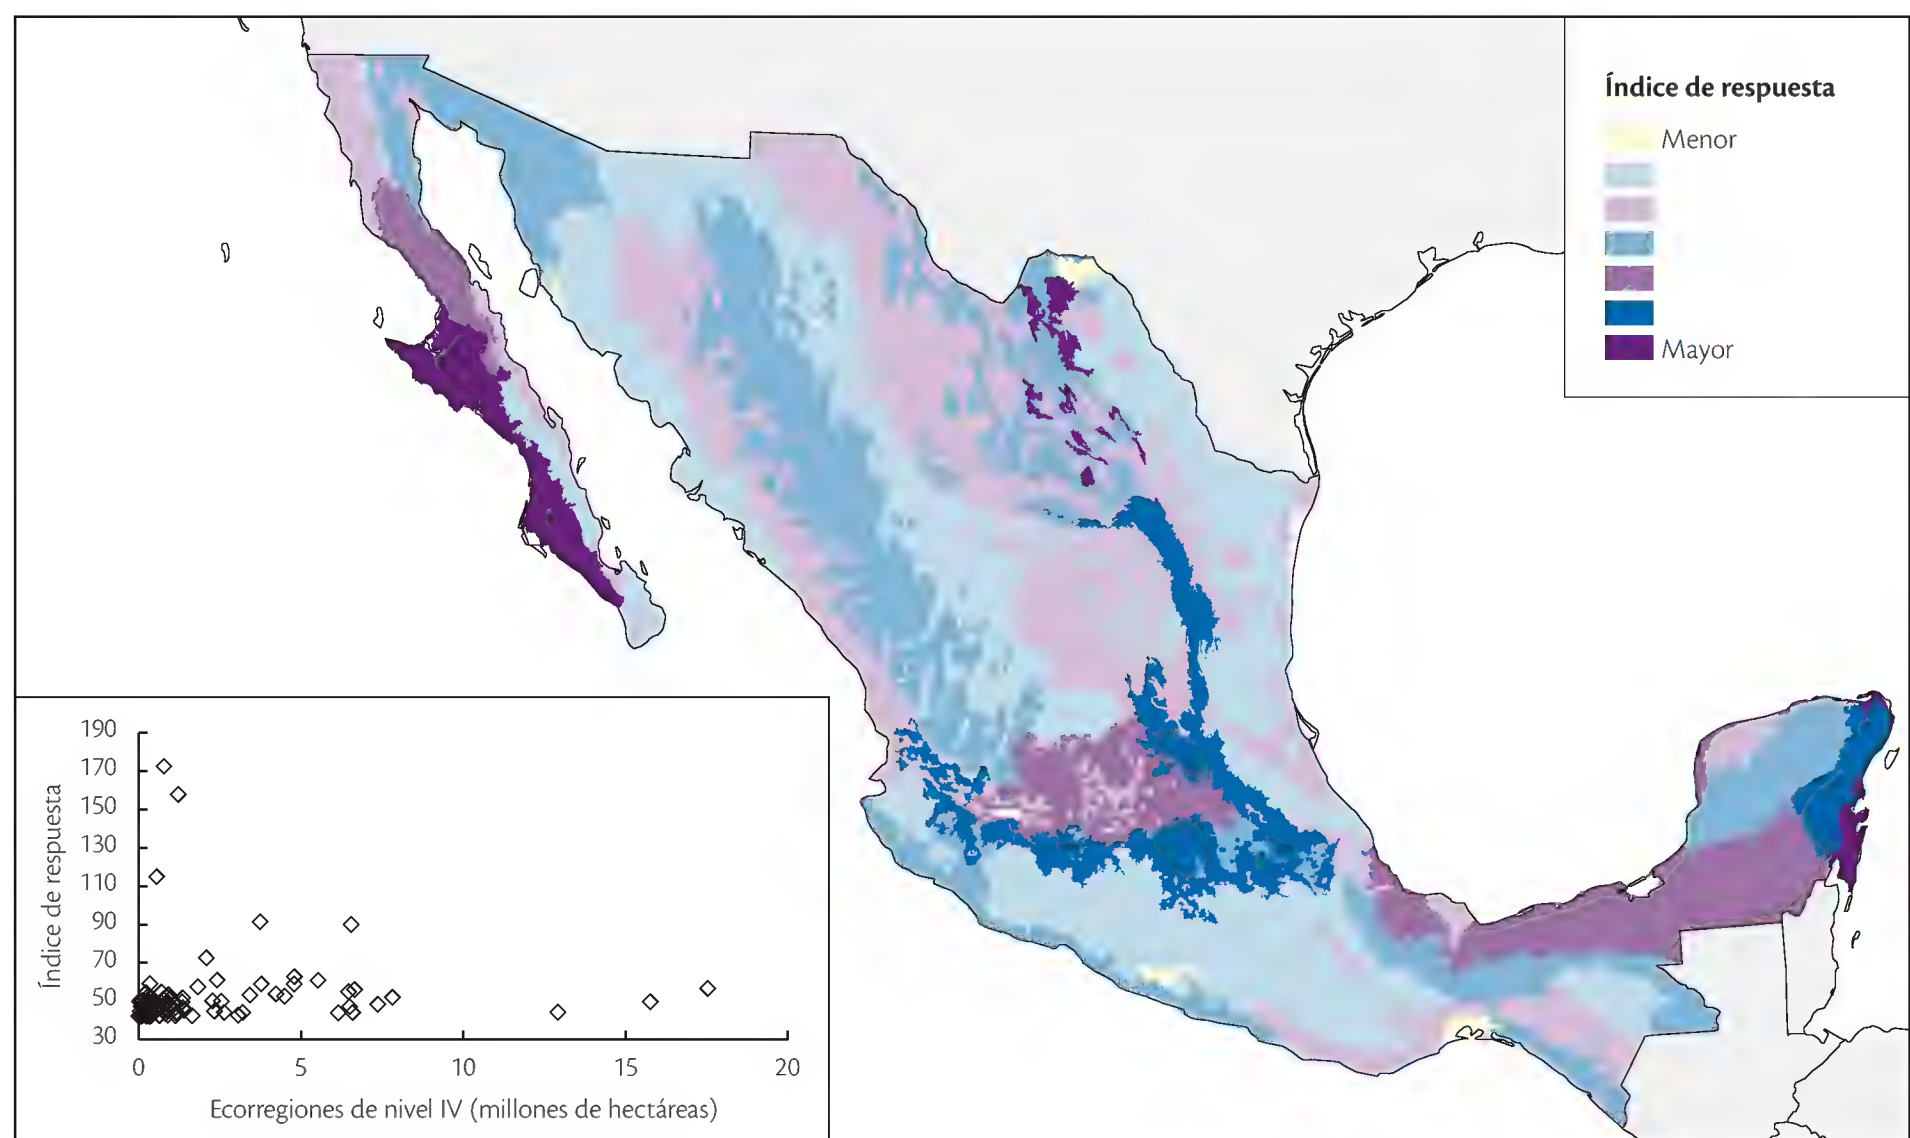 Índice de respuesta
Menor
Mayor
190
170
150
130
110
90
70
50
30
Índice de respuesta
0 5 10 15 20
Ecorregiones de nivel IV (millones de hectáreas)